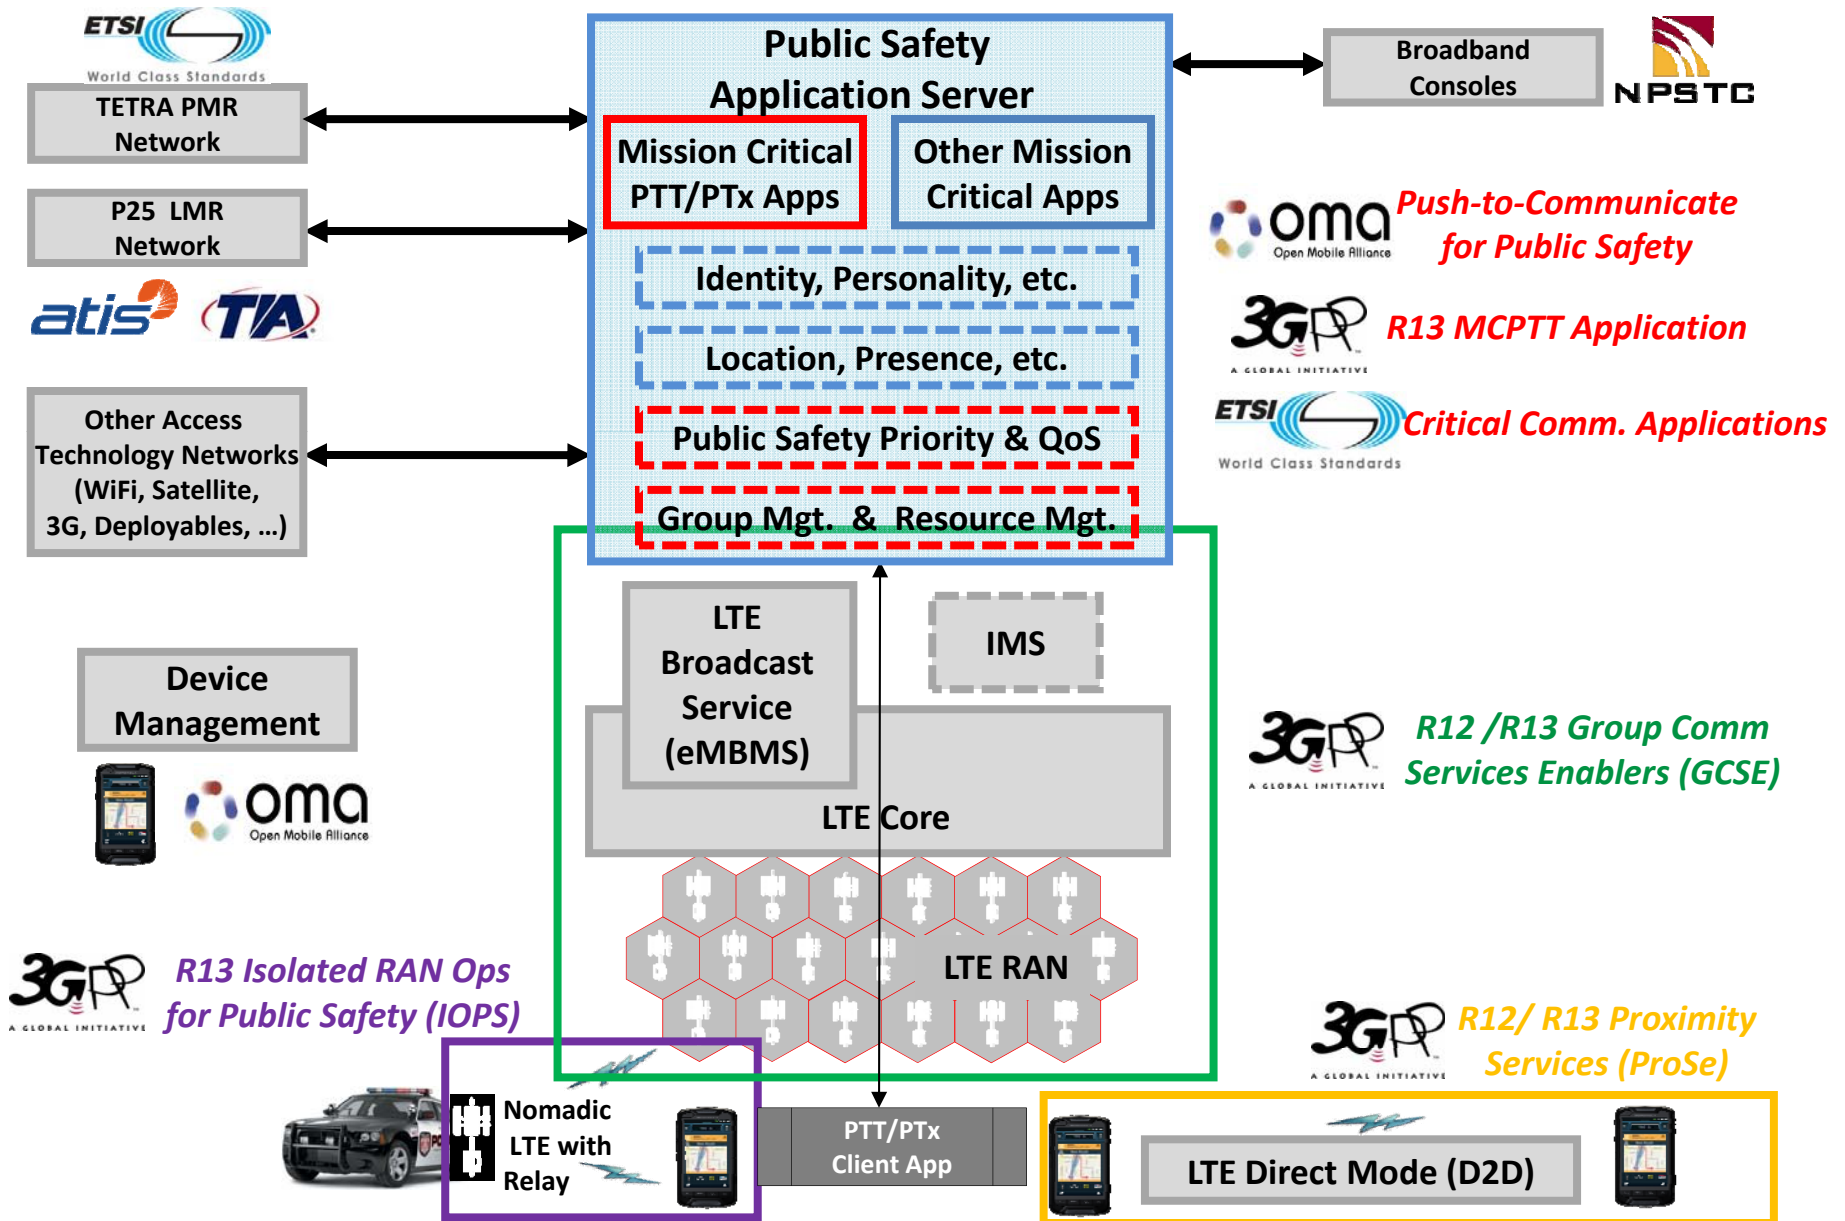 ETSI
World Class Standards
TETRA PMR
Network
P25 LMR
Network
atis
TIA
Other Access
Technology Networks
(WiFi, Satellite,
3G, Deployables, ...)
Public Safety
Application Server
Mission Critical
PTT/PTx Apps
Other Mission
Critical Apps
Identity, Personality, etc.
Location, Presence, etc.
Public Safety Priority & QoS
Group Mgt. & Resource Mgt.
Broadband
Consoles
NPSTC
oma
Open Mobile Alliance
Push-to-Communicate
for Public Safety
3GPP
A GLOBAL INITIATIVE
R13 MCPTT Application
ETSI
World Class Standards
Critical Comm. Applications
LTE
Broadcast
Service
(eMBMS)
IMS
LTE Core
LTE RAN
Device
Management
oma
Open Mobile Alliance
3GPP
A GLOBAL INITIATIVE
R12 /R13 Group Comm
Services Enablers (GCSE)
3GPP
A GLOBAL INITIATIVE
R13 Isolated RAN Ops
for Public Safety (IOPS)
3GPP
A GLOBAL INITIATIVE
R12/ R13 Proximity
Services (ProSe)
Nomadic
LTE with
Relay
PTT/PTx
Client App
LTE Direct Mode (D2D)